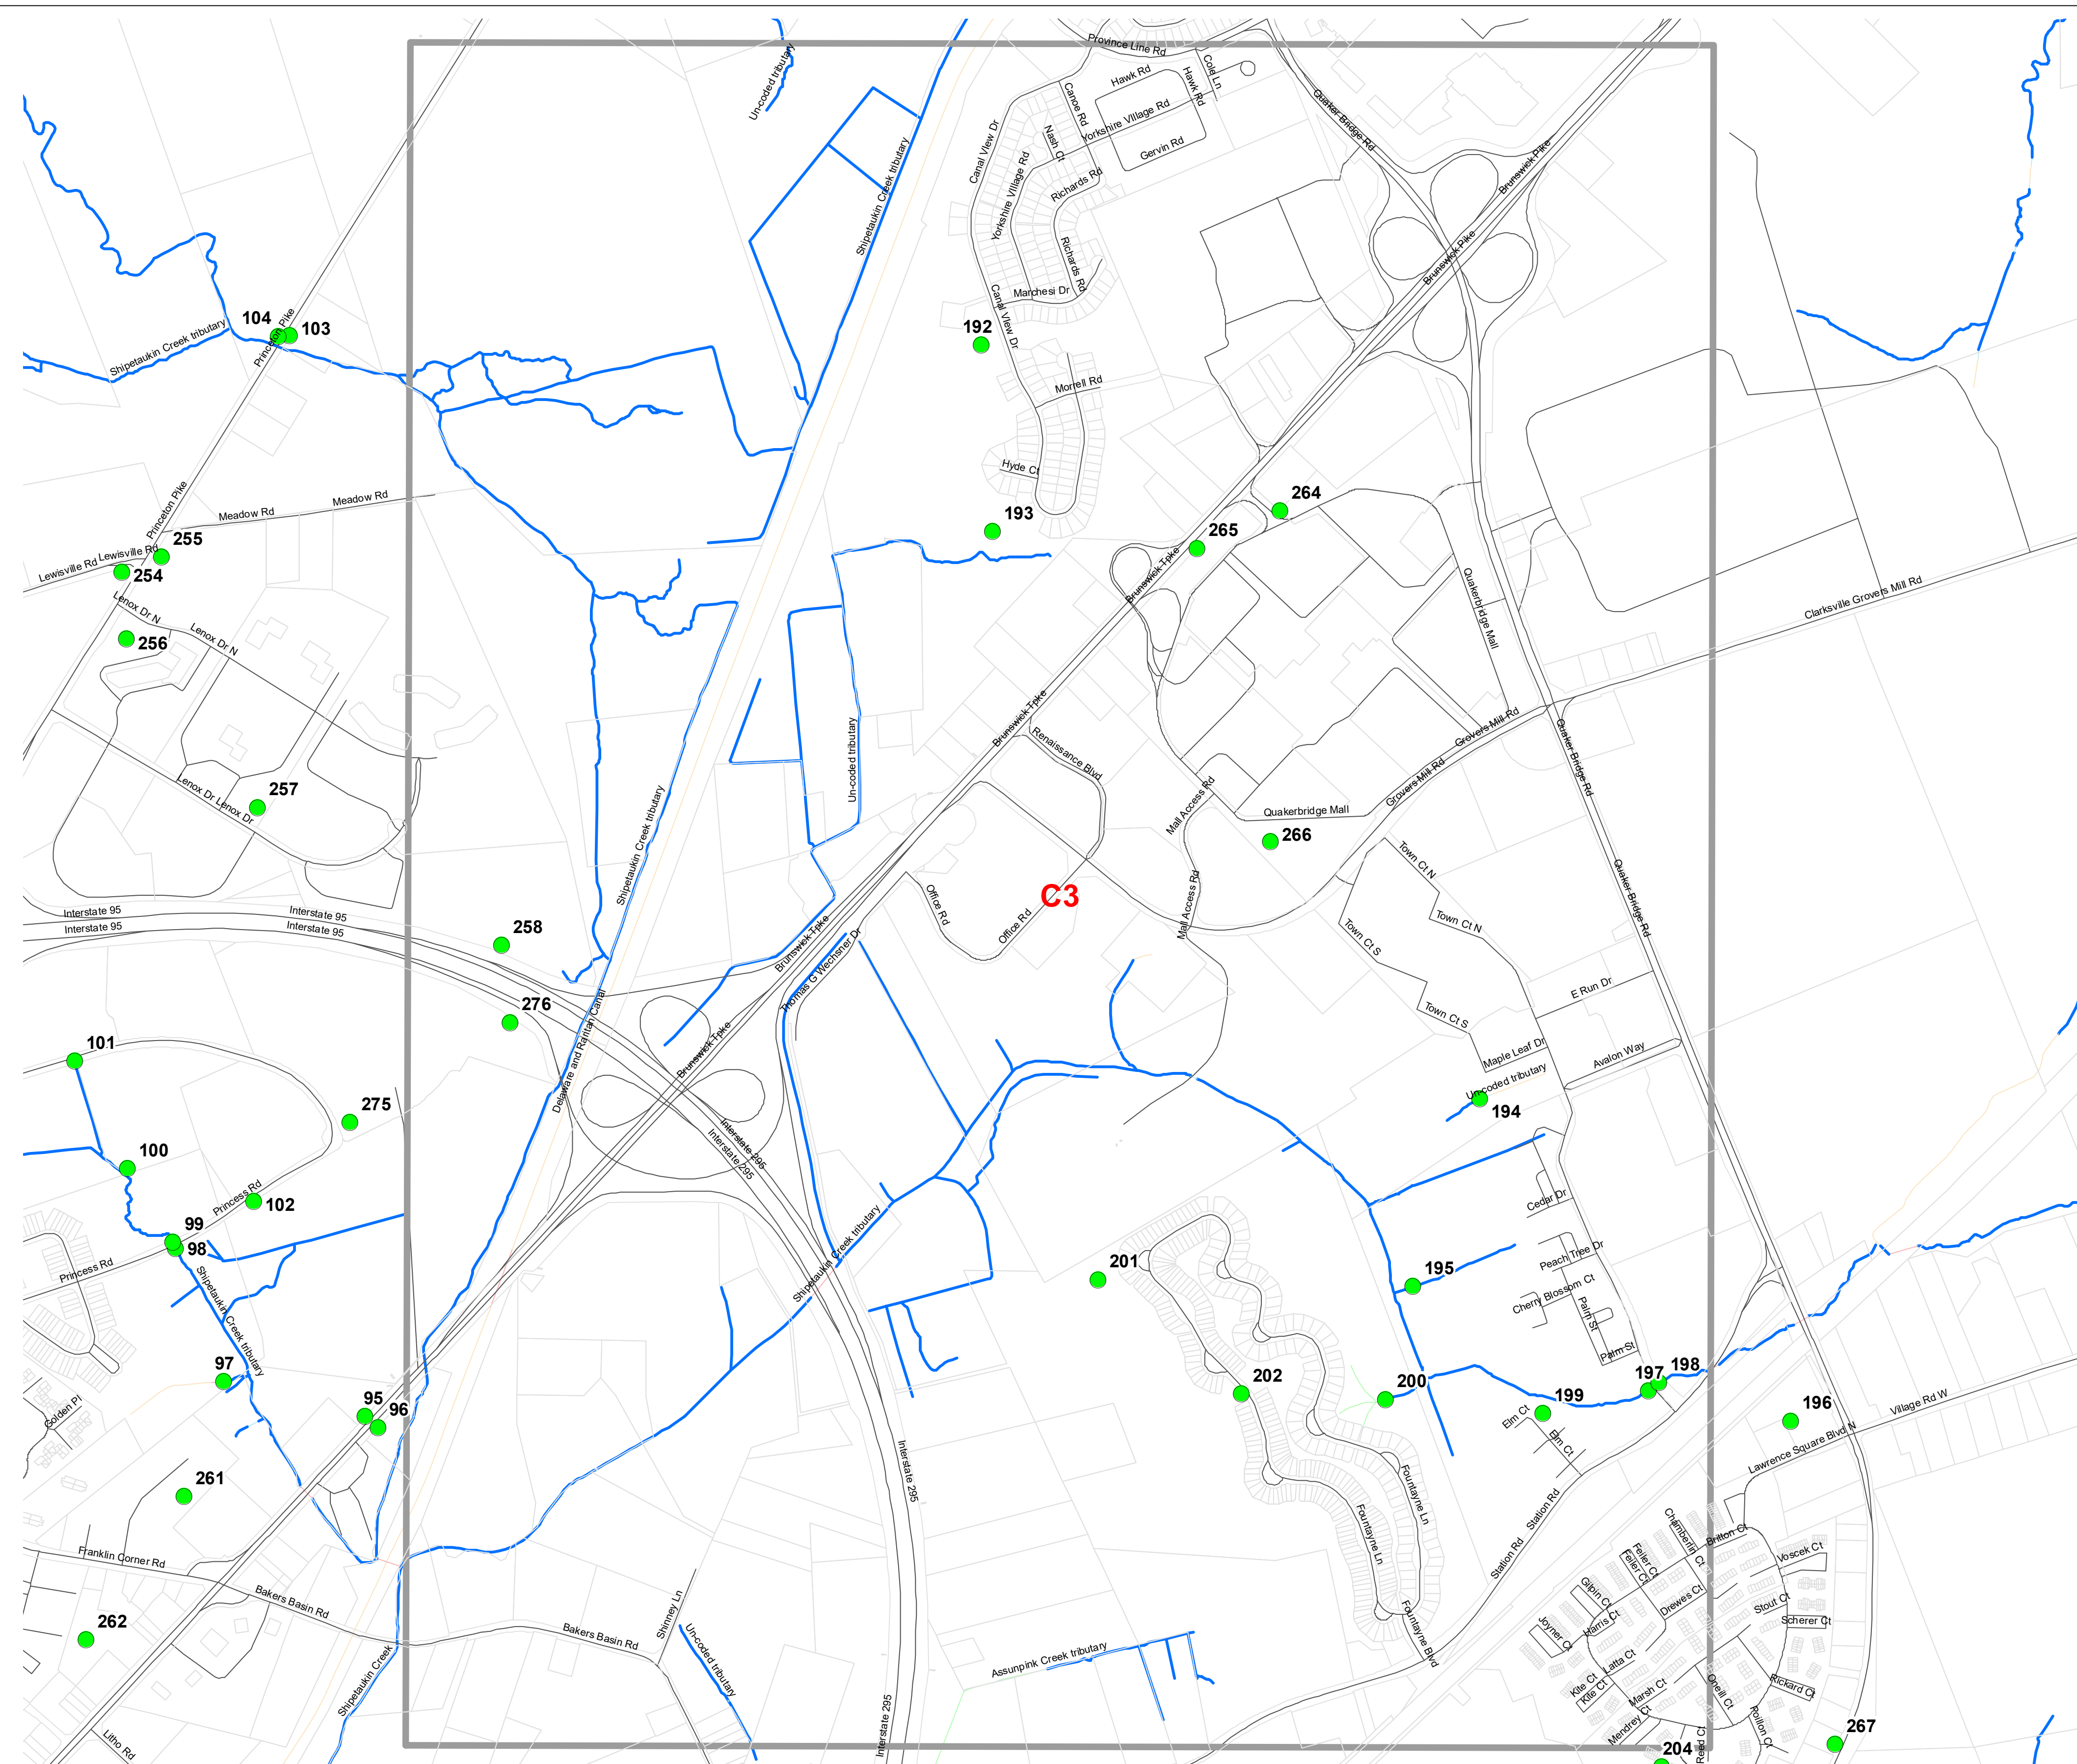 Province Line Rd
Un-coded tributary
Hawk Rd
Hawk Rd
Cole Ln
Canoe Rd
Yorkshire Village Rd
Quaker Bridge Rd
Canal View Dr
Nash Ct
Gervin Rd
Brunswick Pike
Shipetaukin Creek tributary
Yorkshire Village Rd
Richards Rd
Richards Rd
Brunswick Pike
Marchesi Dr
Canal View Dr
104
103
Princeton Pike
Shipetaukin Creek tributary
192
Morrell Rd
Hyde Ct
Meadow Rd
Meadow Rd
Princeton Pike
264
193
265
255
Lewisville Rd
Lewisville Rd
254
Brunswick Tpke
Quakerbridge Mall
Clarksville Grovers Mill Rd
Lenox Dr N
Lenox Dr N
256
Brunswick Tpke
Renaissance Blvd
Grovers Mill Rd
Grovers Mill Rd
Quaker Bridge Rd
Un-coded tributary
257
Lenox Dr
Lenox Dr
Shipetaukin Creek tributary
Mall Access Rd
Quakerbridge Mall
266
Town Ct N
Town Ct N
Quaker Bridge Rd
C3
Office Rd
Office Rd
Mall Access Rd
Interstate 95
Interstate 95
Interstate 95
Interstate 95
Town Ct S
Town Ct S
258
Brunswick Tpke
Thomas G Wechsner Dr
E Run Dr
276
Delaware and Raritan Canal
Brunswick Tpke
101
Maple Leaf Dr
Avalon Way
Un-coded tributary
194
275
Interstate 295
Interstate 295
100
Princess Rd
102
Cedar Dr
99
98
Princess Rd
Peach Tree Dr
201
195
Shipetaukin Creek tributary
Shipetaukin Creek tributary
Cherry Blossom Ct
Palm St
Palm St
97
202
200
197
198
199
95
96
196
Golden Pl
Elm Ct
Elm Ct
Village Rd W
Lawrence Square Blvd N
Interstate 295
261
Fountayne Ln
Fountayne Ln
Station Rd
Station Rd
Chamberlin Ct
Britton Ct
Franklin Corner Rd
Feiler Ct
Feiler Ct
Voscek Ct
Bakers Basin Rd
Gilpin Ct
Drewes Ct
Stout Ct
Scherer Ct
262
Bakers Basin Rd
Shinney Ln
Un-coded tributary
Fountayne Blvd
Joyner Ct
Harris Ct
Assunpink Creek tributary
Latta Ct
Kite Ct
Kite Ct
Marsh Ct
Oneill Ct
Rickard Ct
Shipetaukin Creek
Mendrey Ct
Roillon Ct
Litho Rd
Interstate 295
267
204
Reed Ct